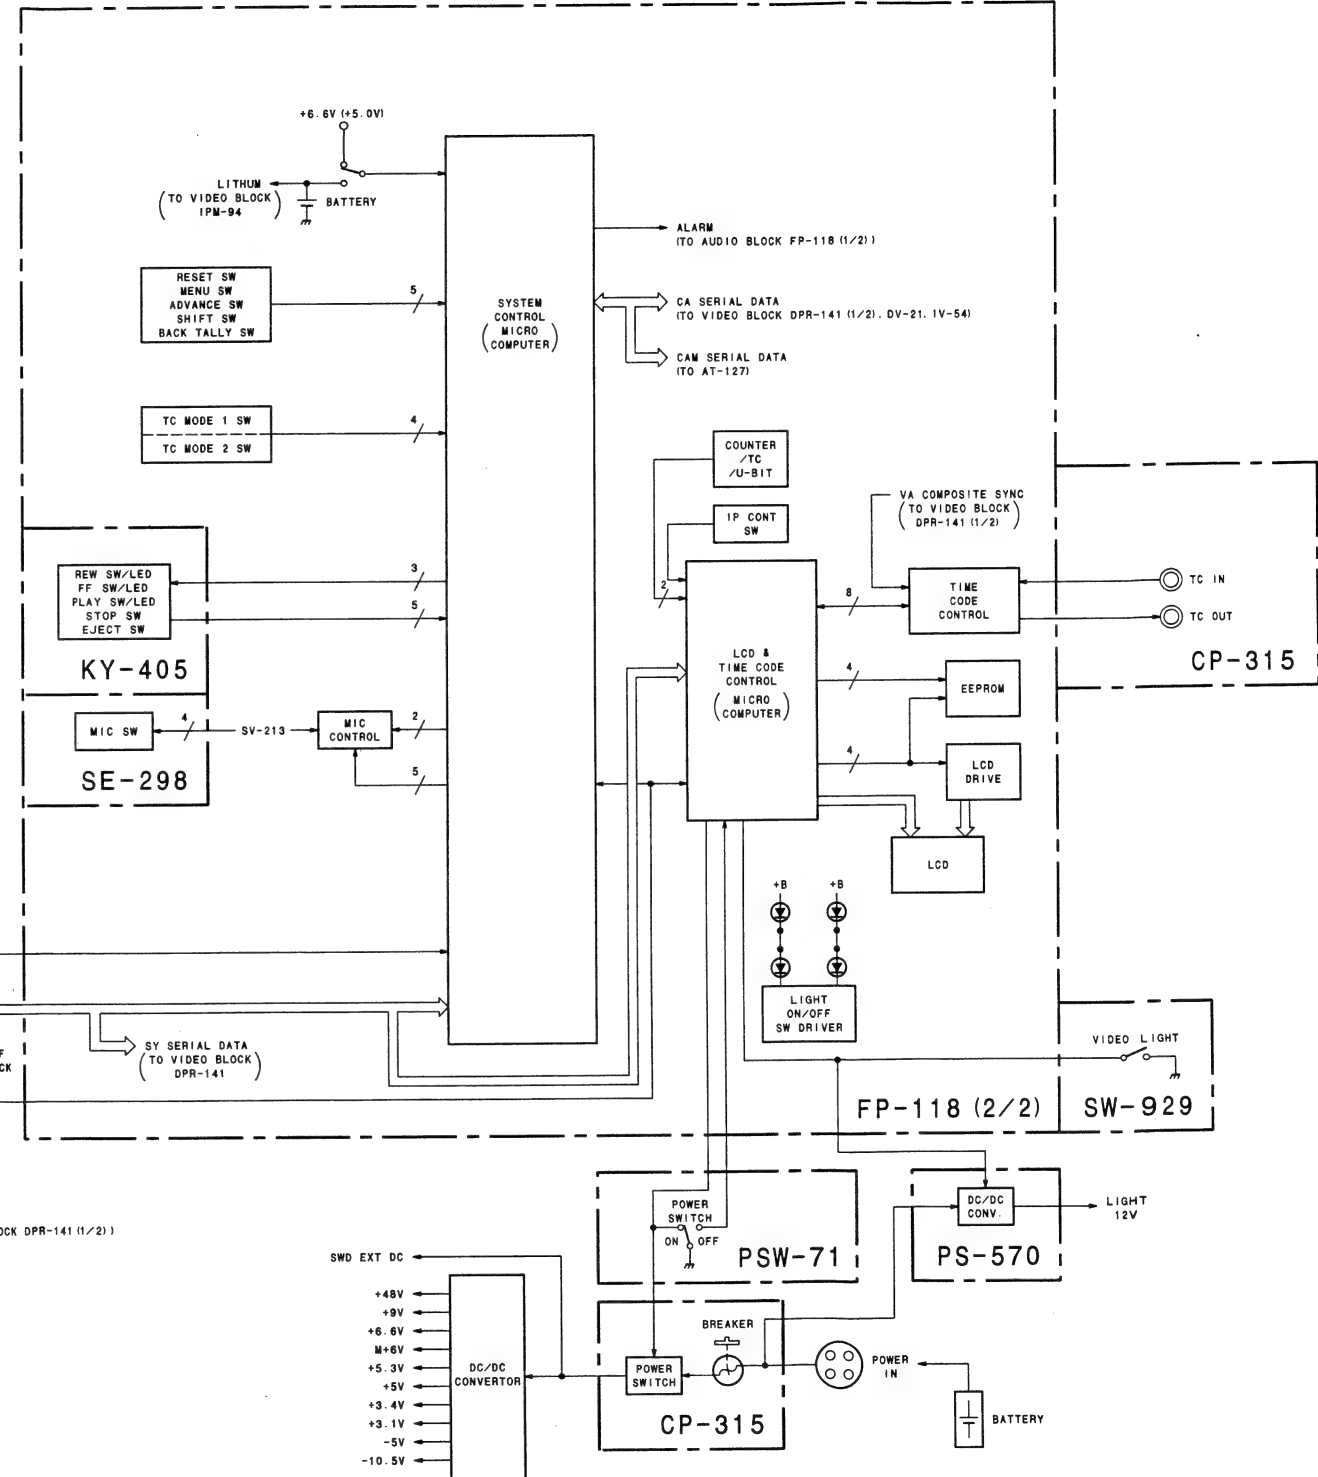 +6.6V (+5.0V)
LITHUM
(TO VIDEO BLOCK
IPM-94)
BATTERY
ALARM
(TO AUDIO BLOCK FP-118 (1/2))
RESET SW
MENU SW
ADVANCE SW
SHIFT SW
BACK TALLY SW
5
SYSTEM
CONTROL
(MICRO
COMPUTER)
CA SERIAL DATA
(TO VIDEO BLOCK DPR-141 (1/2). DV-21. IV-54)
CAM SERIAL DATA
(TO AT-127)
TC MODE 1 SW
TC MODE 2 SW
4
COUNTER
/TC
/U-BIT
IP CONT
SW
VA COMPOSITE SYNC
(TO VIDEO BLOCK
DPR-141 (1/2))
REW SW/LED
FF SW/LED
PLAY SW/LED
STOP SW
EJECT SW
3
5
KY-405
2
8
TIME
CODE
CONTROL
TC IN
TC OUT
CP-315
LCD &
TIME CODE
CONTROL
(MICRO
COMPUTER)
4
EEPROM
MIC SW
4
SV-213
MIC
CONTROL
2
5
SE-298
4
LCD
DRIVE
LCD
+B
+B
LIGHT
ON/OFF
SW DRIVER
SY SERIAL DATA
(TO VIDEO BLOCK
DPR-141)
F
CK
VIDEO LIGHT
FP-118 (2/2)
SW-929
OCK DPR-141 (1/2))
POWER
SWITCH
ON OFF
PSW-71
DC/DC
CONV.
LIGHT
12V
PS-570
SWD EXT DC
+48V
+9V
+6.6V
M+6V
+5.3V
+5V
+3.4V
+3.1V
-5V
-10.5V
DC/DC
CONVERTOR
BREAKER
POWER
SWITCH
CP-315
POWER
IN
BATTERY